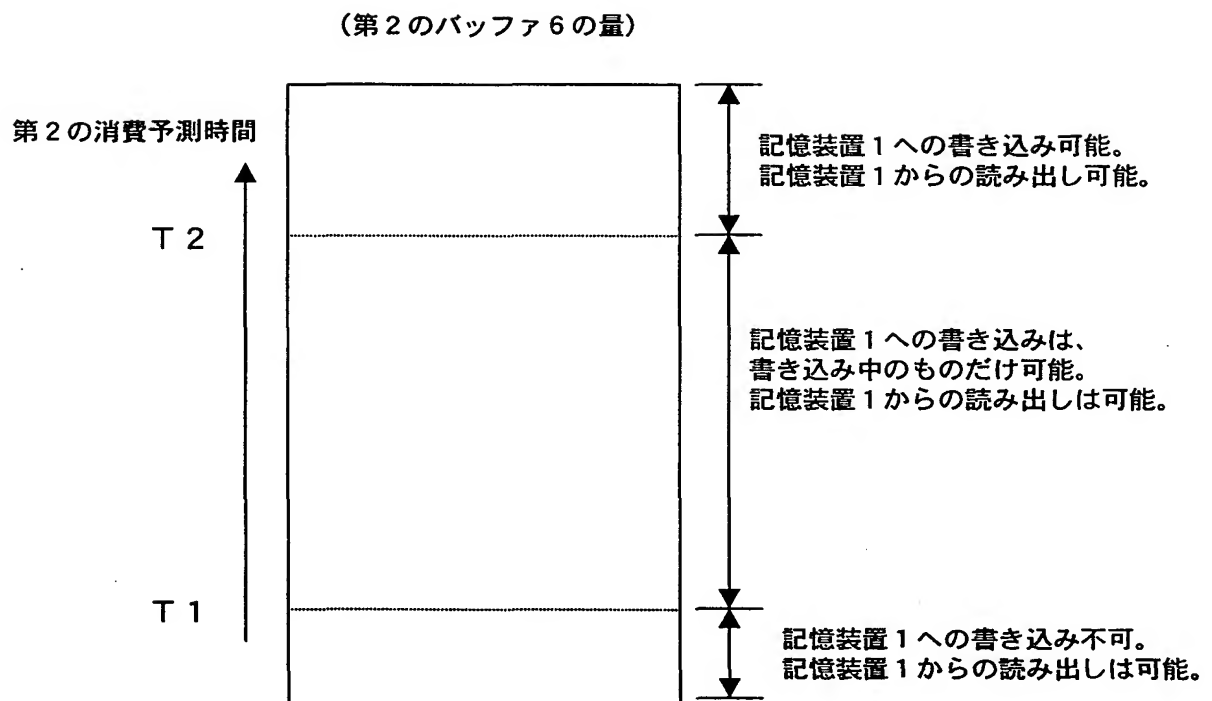 （第２のバッファ６の量）
第２の消費予測時間
記憶装置１への書き込み可能。
記憶装置１からの読み出し可能。
Ｔ２
記憶装置１への書き込みは、
書き込み中のものだけ可能。
記憶装置１からの読み出しは可能。
Ｔ１
記憶装置１への書き込み不可。
記憶装置１からの読み出しは可能。